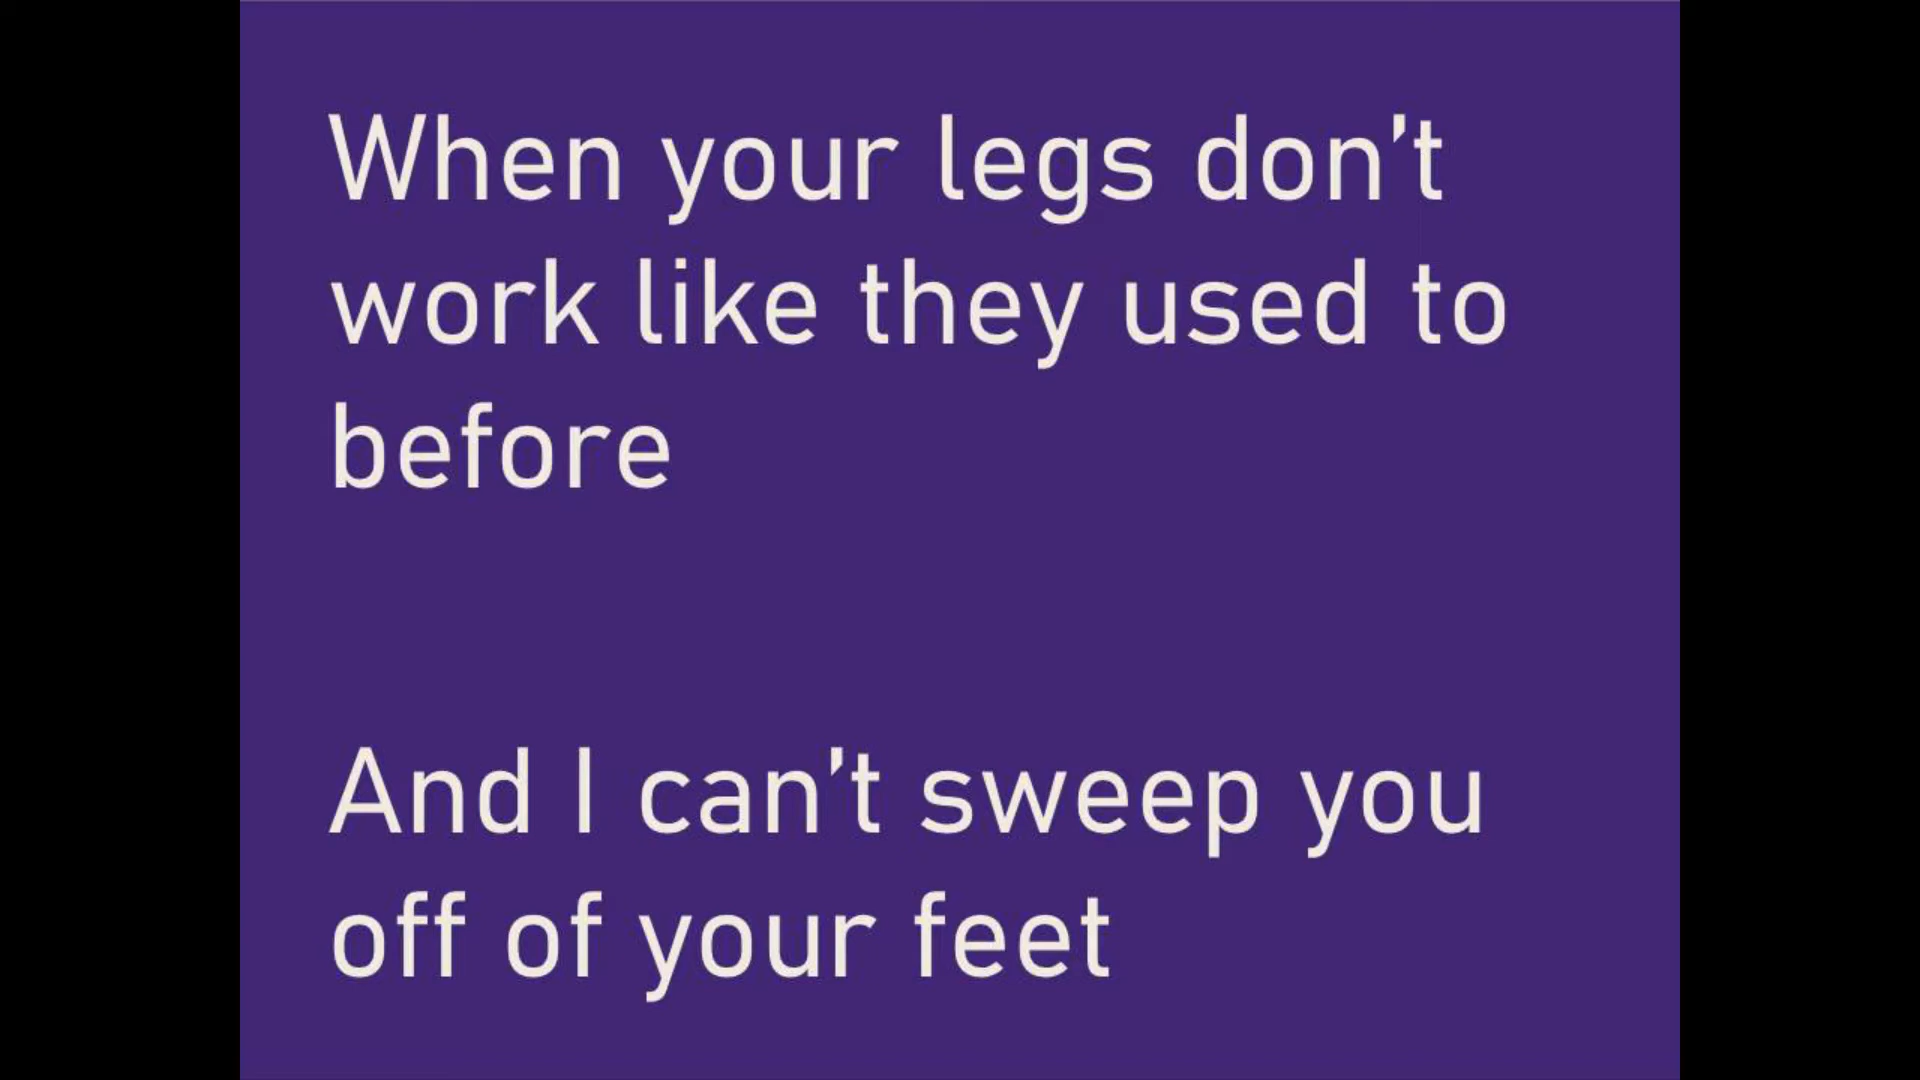 When your legs don't
work like they used to
before
And I can't sweep you
off of your feet